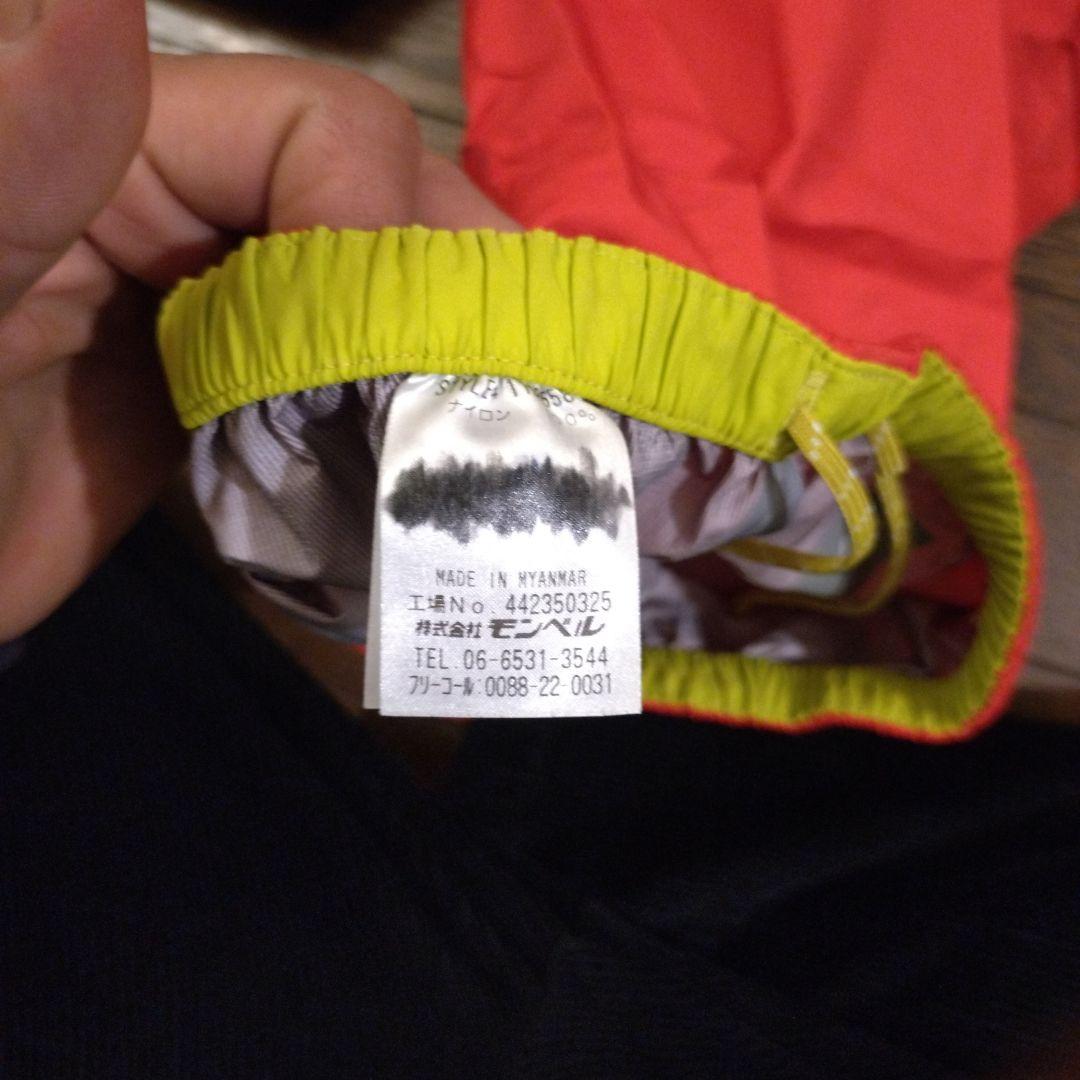 ナイロン
MADE IN MYANMAR
工場No. 442350325
株式会社 モンベル
TEL.06-6531-3544
フリーコール:0088-22-0031